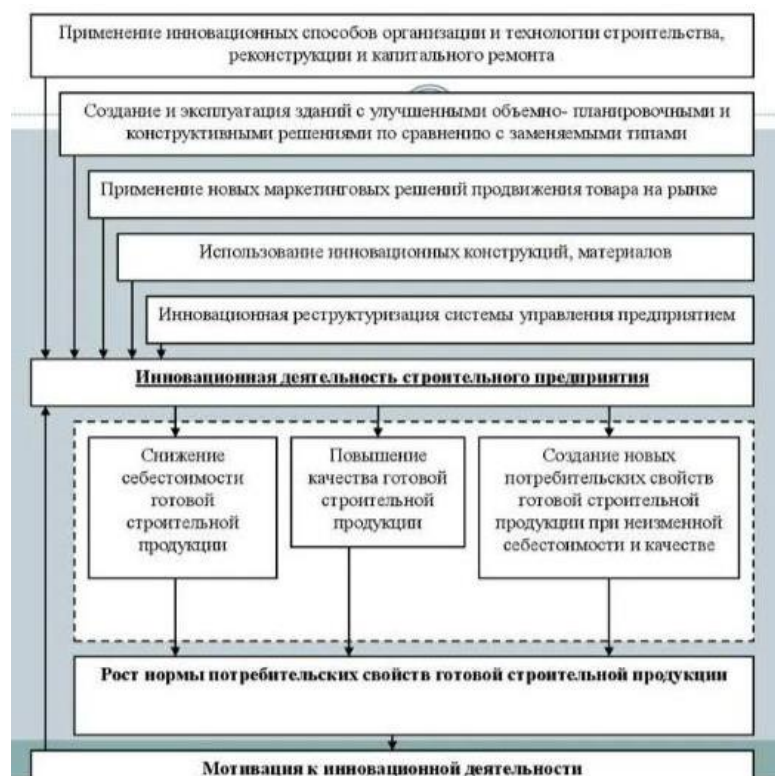 Применение инновационных способов организации и технологии строительства,
реконструкции и капитального ремонта
Создание и эксплуатация зданий с улучшенными объемно- планировочными и
конструктивными решениями по сравнению с заменяемыми типами
Применение новых маркетинговых решений продвижения товара на рынке
Использование инновационных конструкций, материалов
Инновационная реструктуризация системы управления предприятием
Инновационная деятельность строительного предприятия
Снижение
себестоимости
готовой
строительной
продукции
Повышение
качества готовой
строительной
продукции
Создание новых
потребительских свойств
готовой строительной
продукции при неизменной
себестоимости и качестве
Рост нормы потребительских свойств готовой строительной продукции
Мотивация к инновационной деятельности